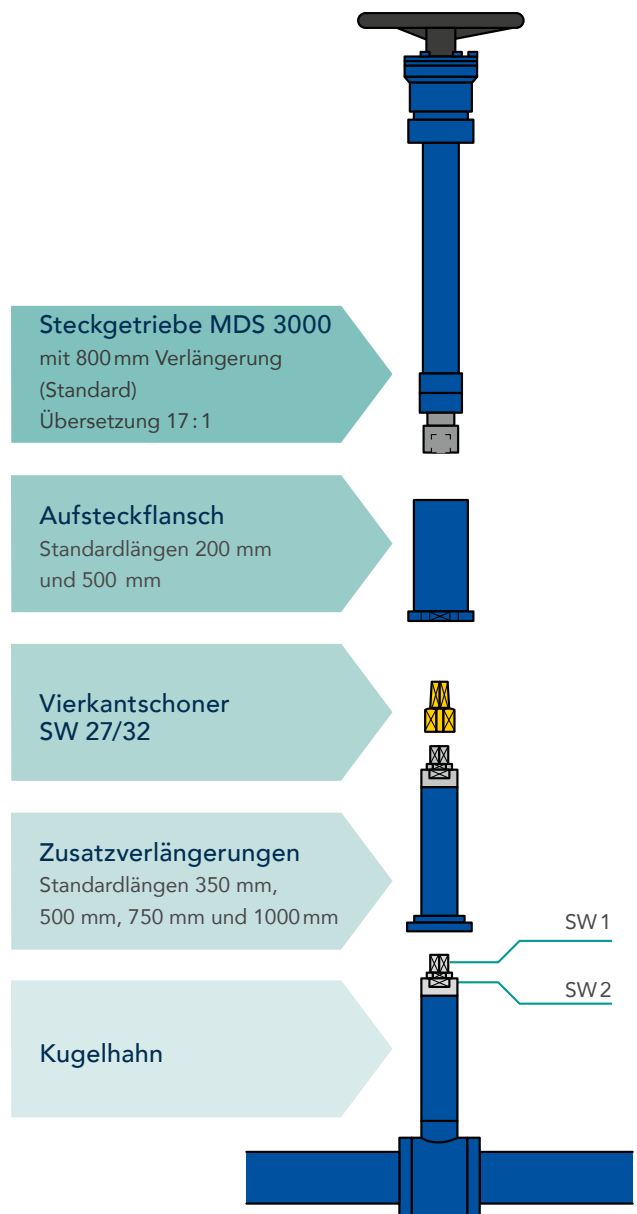 Steckgetriebe MDS 3000
mit 800 mm Verlängerung
(Standard)
Übersetzung 17 : 1
Aufsteckflansch
Standardlängen 200 mm
und 500 mm
Vierkantschoner
SW 27/32
Zusatzverlängerungen
Standardlängen 350 mm,
500 mm, 750 mm und 1000 mm
SW 1
SW 2
Kugelhahn